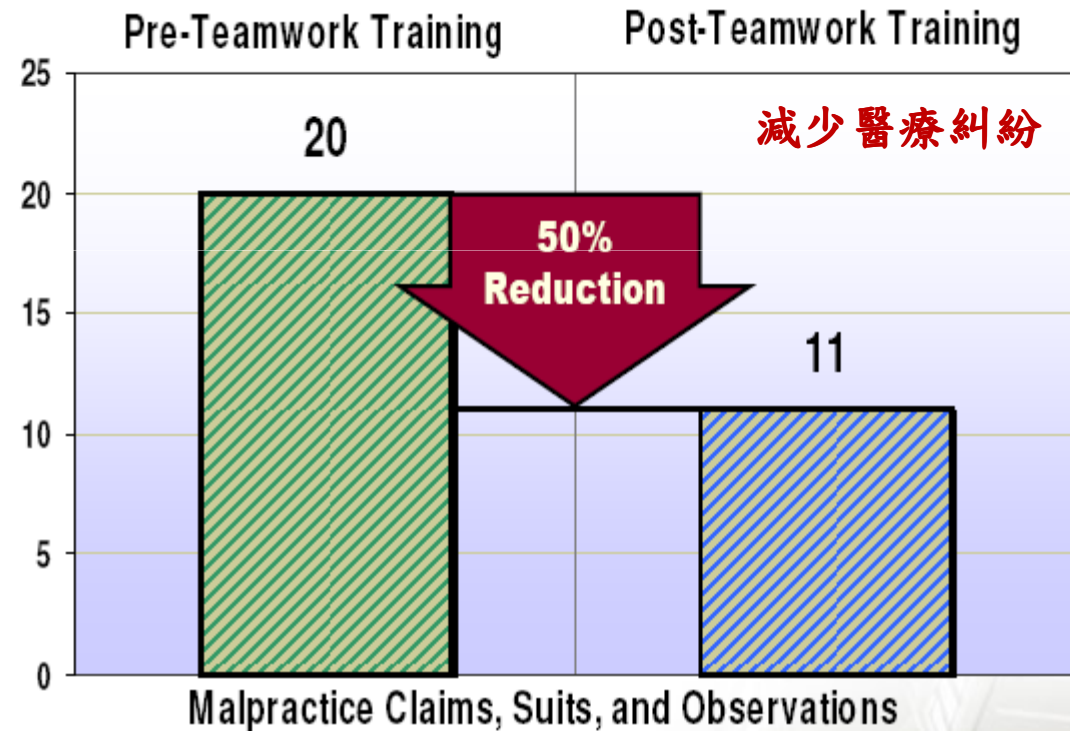 Pre-Teamwork Training
Post-Teamwork Training
25
減少醫療糾紛
20
20
50%
Reduction
15
11
10
5
0
Malpractice Claims, Suits, and Observations